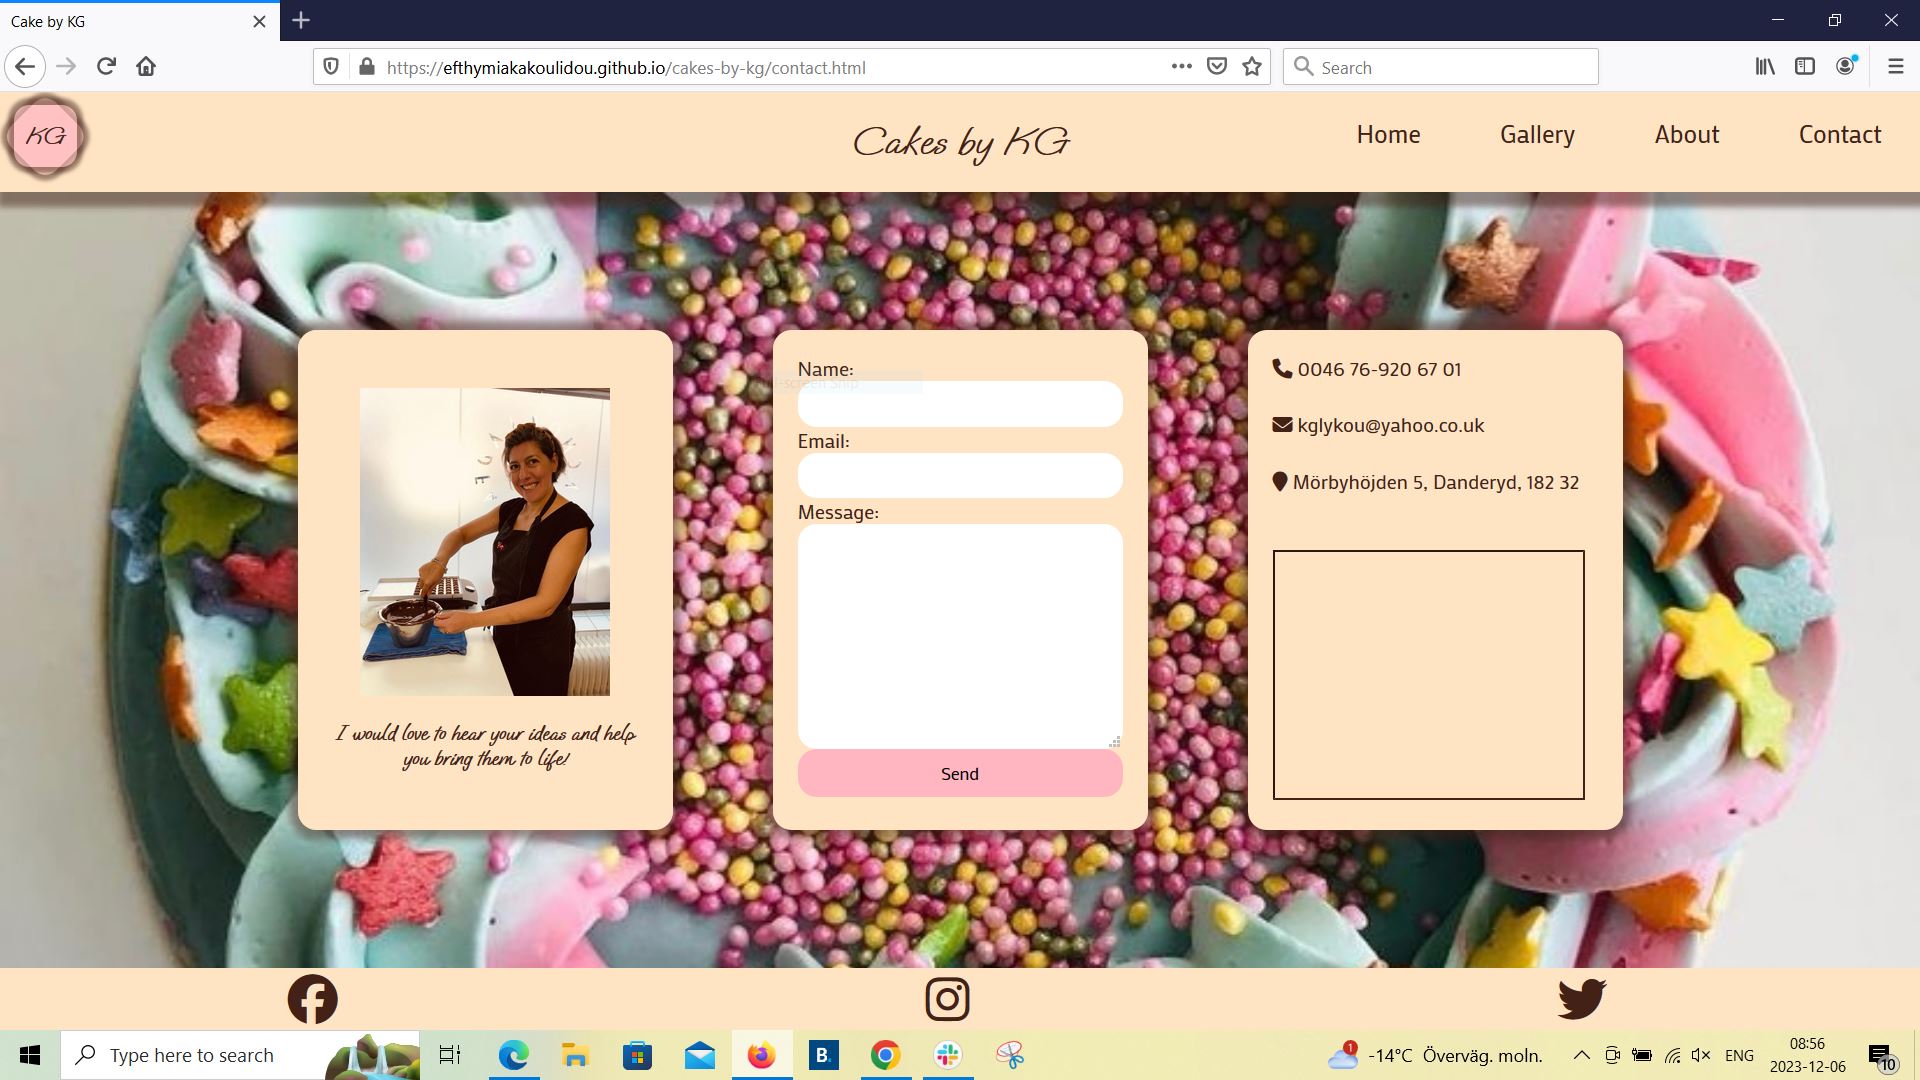 Cake by KG
https://efthymiakakoulidou.github.io/cakes-by-kg/contact.html
Search
KG
Cakes by KG
Home
Gallery
About
Contact
Name:
Email:
Message:
Send
0046 76-920 67 01
kglykou@yahoo.co.uk
Mörbyhöjden 5, Danderyd, 182 32
I would love to hear your ideas and help
you bring them to life!
Type here to search
B.
1
-14°C Överväg. moln.
ENG
08:56
2023-12-06
10